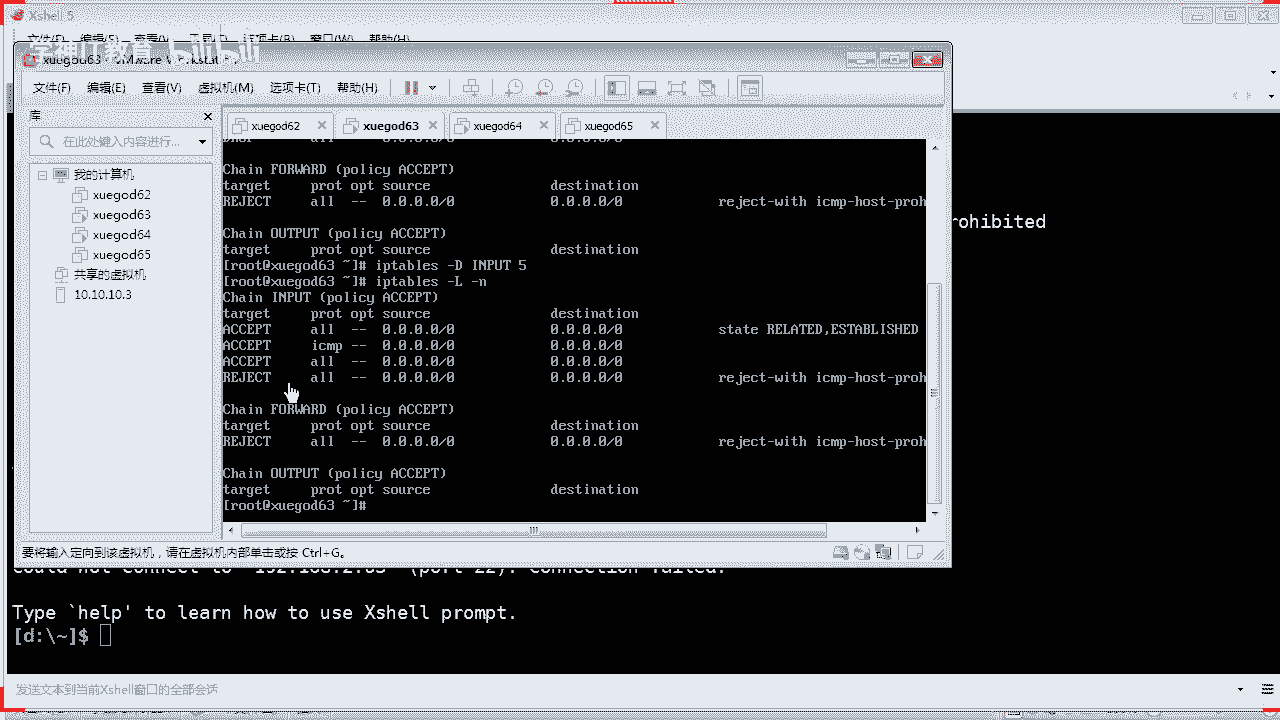 Xshell 5
学神IT教育 bilibili
文件(F) 编辑(E) 查看(V) 虚拟机(M) 选项卡(T) 帮助(H)
库
在此处键入内容进行...
我的计算机
xuegod62
xuegod63
xuegod64
xuegod65
共享的虚拟机
10.10.10.3
xuegod62 xuegod63 xuegod64 xuegod65
Chain FORWARD (policy ACCEPT)
target prot opt source destination
REJECT all -- 0.0.0.0/0 0.0.0.0/0 reject-with icmp-host-proh
Chain OUTPUT (policy ACCEPT)
target prot opt source destination
[root@xuegod63 ~]# iptables -D INPUT 5
[root@xuegod63 ~]# iptables -L -n
Chain INPUT (policy ACCEPT)
target prot opt source destination
ACCEPT all -- 0.0.0.0/0 0.0.0.0/0 state RELATED,ESTABLISHED
ACCEPT icmp -- 0.0.0.0/0 0.0.0.0/0
ACCEPT all -- 0.0.0.0/0 0.0.0.0/0
REJECT all -- 0.0.0.0/0 0.0.0.0/0 reject-with icmp-host-proh
Chain FORWARD (policy ACCEPT)
target prot opt source destination
REJECT all -- 0.0.0.0/0 0.0.0.0/0 reject-with icmp-host-proh
Chain OUTPUT (policy ACCEPT)
target prot opt source destination
[root@xuegod63 ~]#
要将输入定向到该虚拟机，请在虚拟机内部单击或按 Ctrl+G。
rohibited
Type `help' to learn how to use Xshell prompt.
[d:\~]$
发送文本到当前Xshell窗口的全部会话